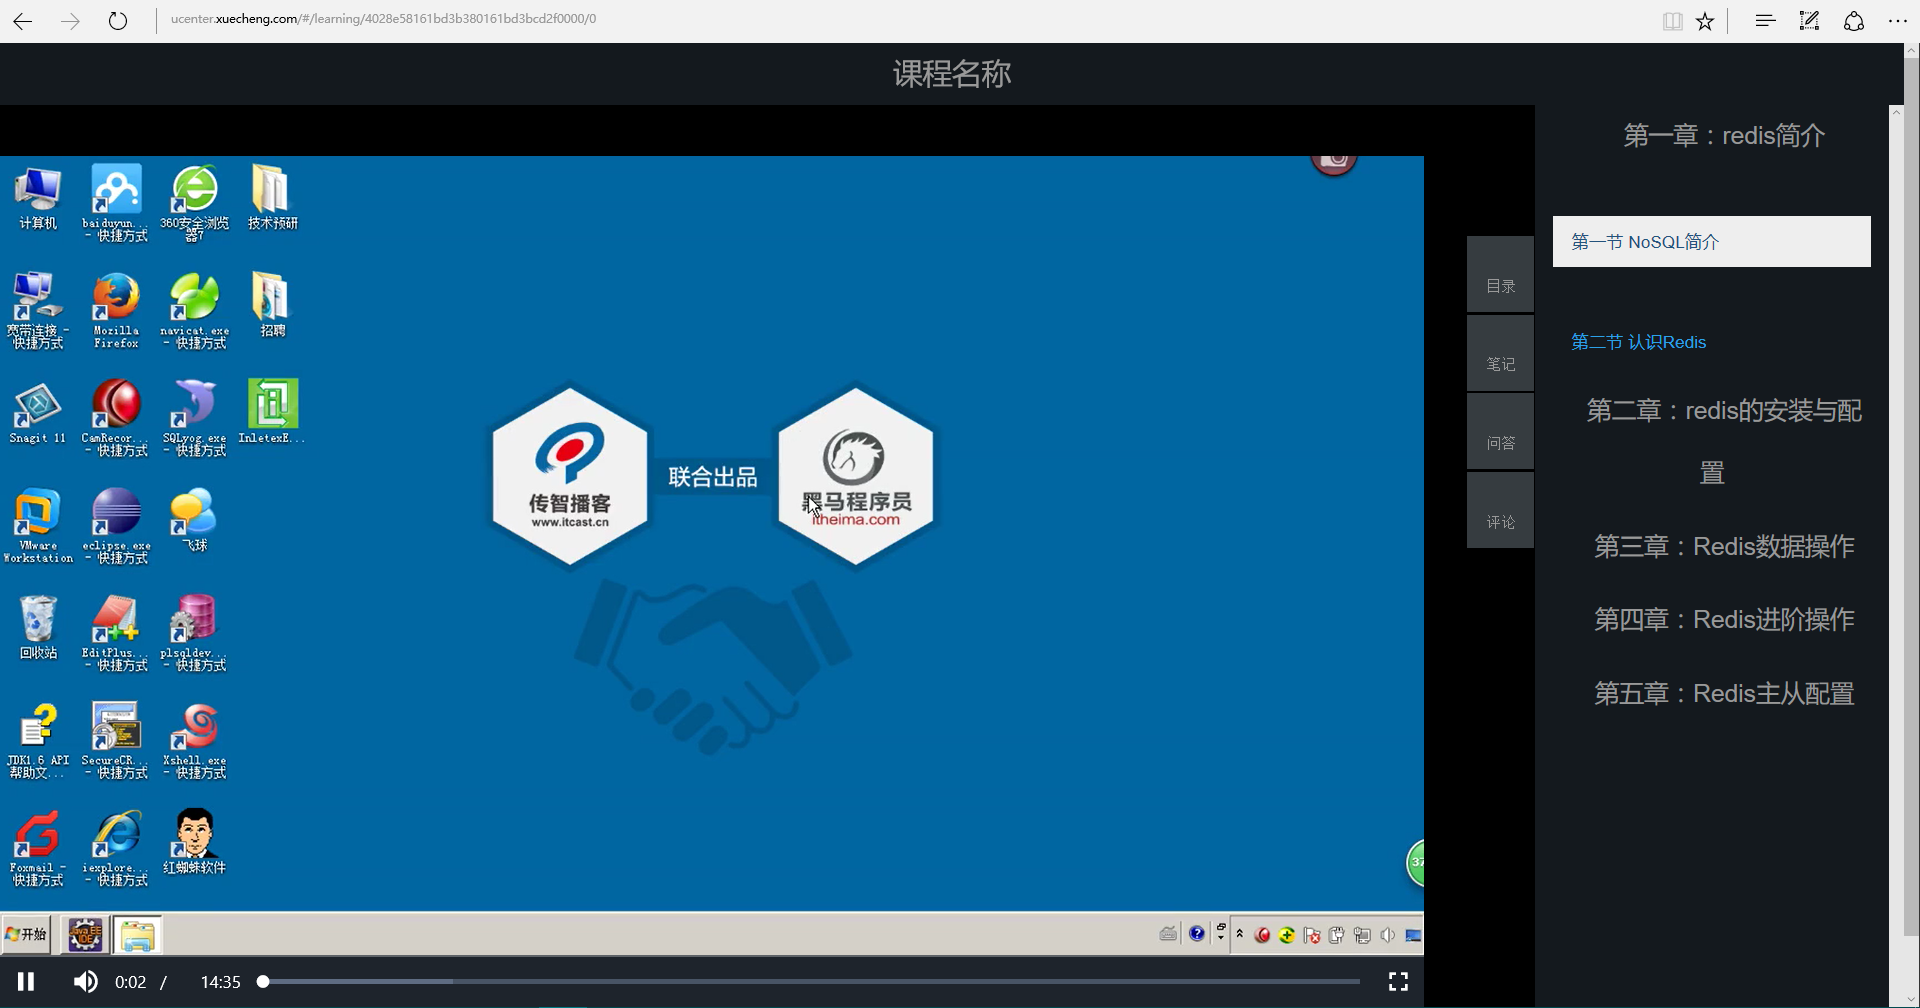 ucenter.xuecheng.com/#/learning/4028e58161bd3b380161bd3bcd2f0000/0
课程名称
计算机
baiduyun...
- 快捷方式
360安全浏览
器7
技术预研
宽带连接 -
快捷方式
Mozilla
Firefox
navicat.exe
- 快捷方式
招聘
Snagit 11
CamRecor...
- 快捷方式
SQLyog.exe
- 快捷方式
InletexE...
VMware
Workstation
eclipse.exe
- 快捷方式
飞球
回收站
EditPlus...
- 快捷方式
plsqldev...
- 快捷方式
JDK1.6 API
帮助文...
SecureCR...
- 快捷方式
Xshell.exe
- 快捷方式
Foxmail -
快捷方式
iexplore...
- 快捷方式
红蜘蛛软件
传智播客
www.itcast.cn
联合出品
黑马程序员
itheima.com
37
开始
Java EE
IDE
0:02 / 14:35
目录
笔记
问答
评论
第一章：redis简介
第一节 NoSQL简介
第二节 认识Redis
第二章：redis的安装与配
置
第三章：Redis数据操作
第四章：Redis进阶操作
第五章：Redis主从配置